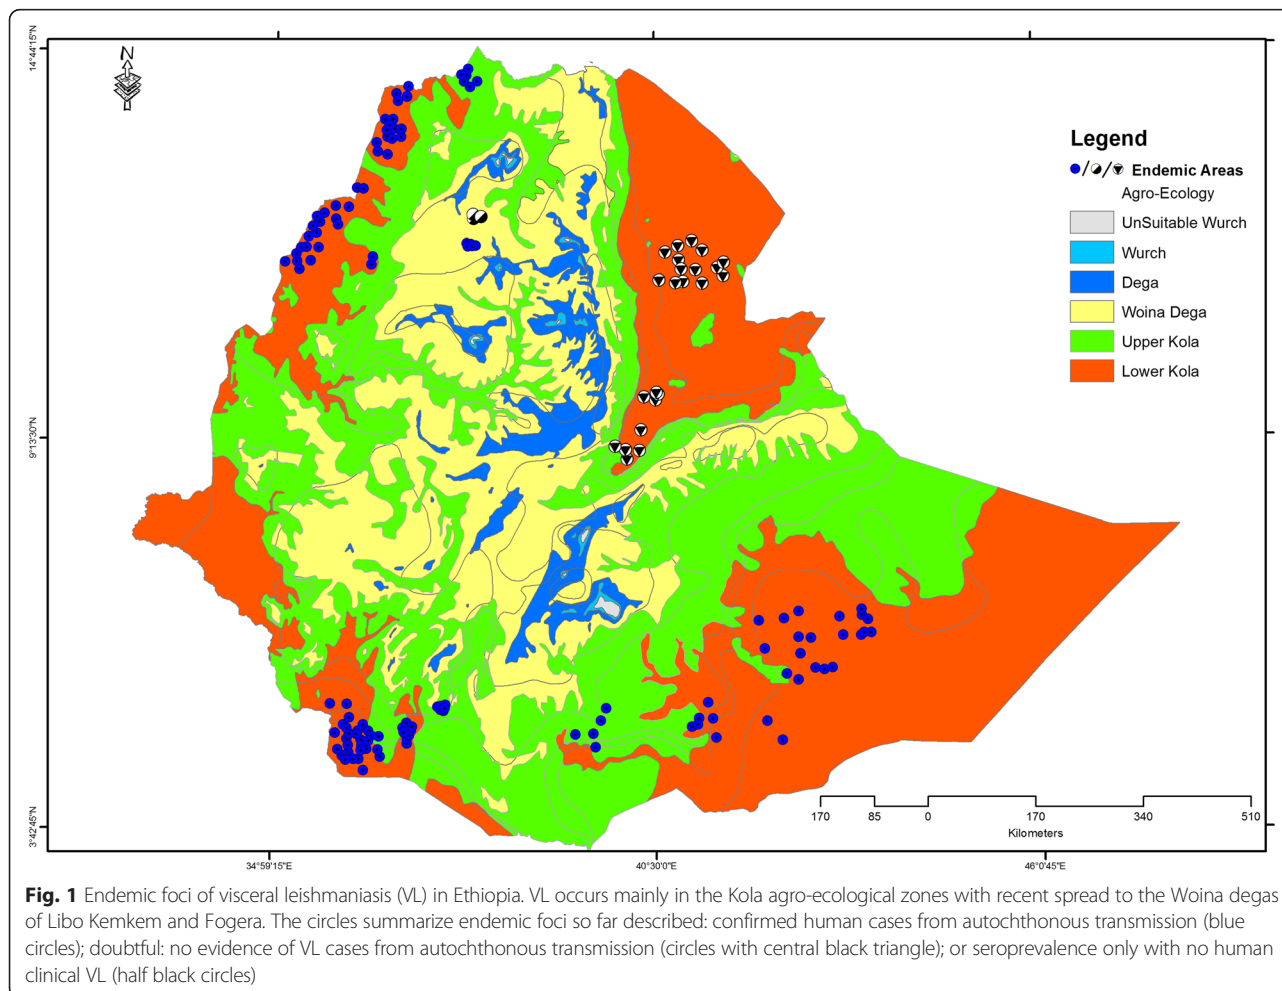 14°44'15"N
N
Legend
/ / Endemic Areas
Agro-Ecology
UnSuitable Wurch
Wurch
Dega
Woina Dega
Upper Kola
Lower Kola
9°13'30"N
3°42'45"N
170 85 0 170 340 510
Kilometers
34°59'15"E 40°30'0"E 46°0'45"E
Fig. 1 Endemic foci of visceral leishmaniasis (VL) in Ethiopia. VL occurs mainly in the Kola agro-ecological zones with recent spread to the Woina degas
of Libo Kemkem and Fogera. The circles summarize endemic foci so far described: confirmed human cases from autochthonous transmission (blue
circles); doubtful: no evidence of VL cases from autochthonous transmission (circles with central black triangle); or seroprevalence only with no human
clinical VL (half black circles)